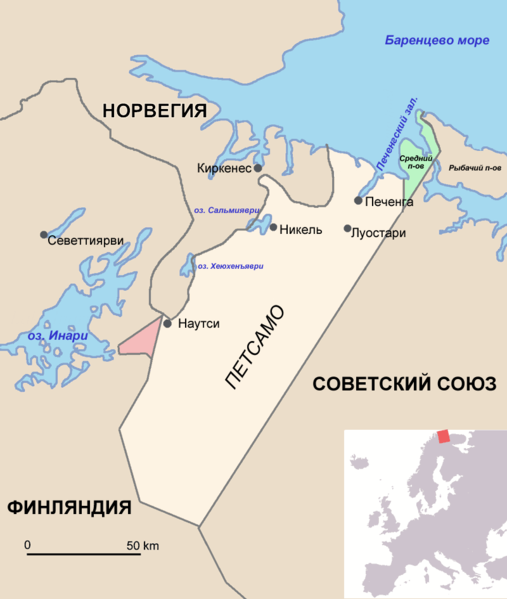 Баренцево море
НОРВЕГИЯ
Печенгский зал.
Средний
п-ов
Рыбачий п-ов
Киркенес
Печенга
оз. Сальмиярви
Никель
Луостари
Севеттиярви
оз. Хеюхенъярви
Наутси
оз. Инари
ПЕТСАМО
СОВЕТСКИЙ СОЮЗ
ФИНЛЯНДИЯ
0
50 km